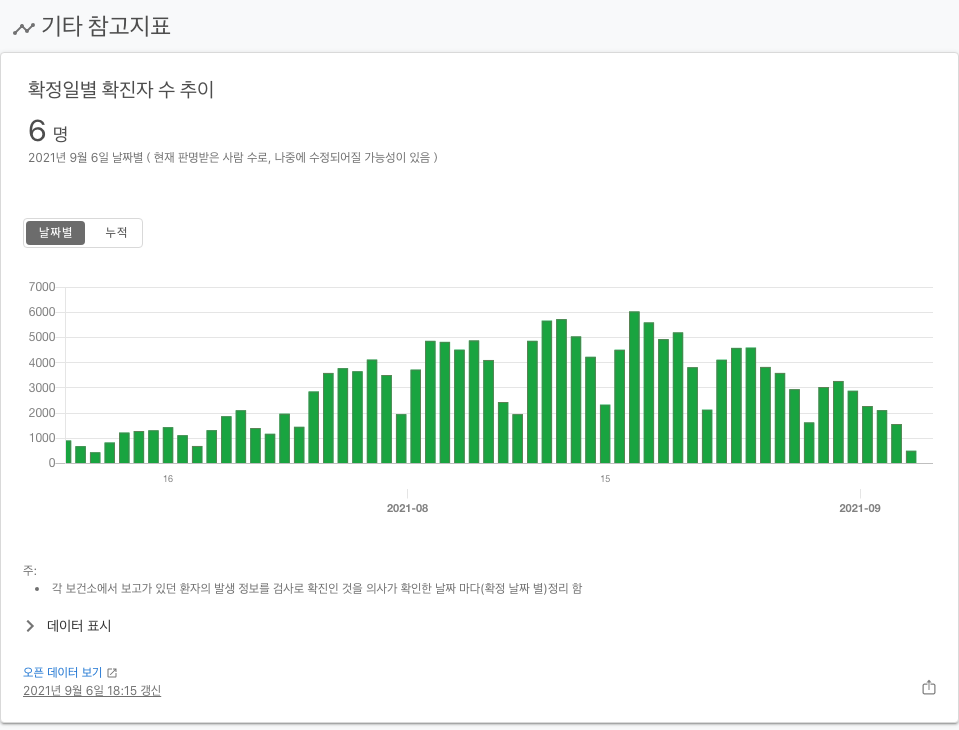 기타 참고지표
확정일별 확진자 수 추이
6 명
2021년 9월 6일 날짜별 ( 현재 판명받은 사람 수로, 나중에 수정되어질 가능성이 있음 )
날짜별 누적
7000
6000
5000
4000
3000
2000
1000
0
16 15
2021-08 2021-09
주:
• 각 보건소에서 보고가 있던 환자의 발생 정보를 검사로 확진인 것을 의사가 확인한 날짜 마다(확정 날짜 별)정리 함
데이터 표시
오픈 데이터 보기
2021년 9월 6일 18:15 갱신